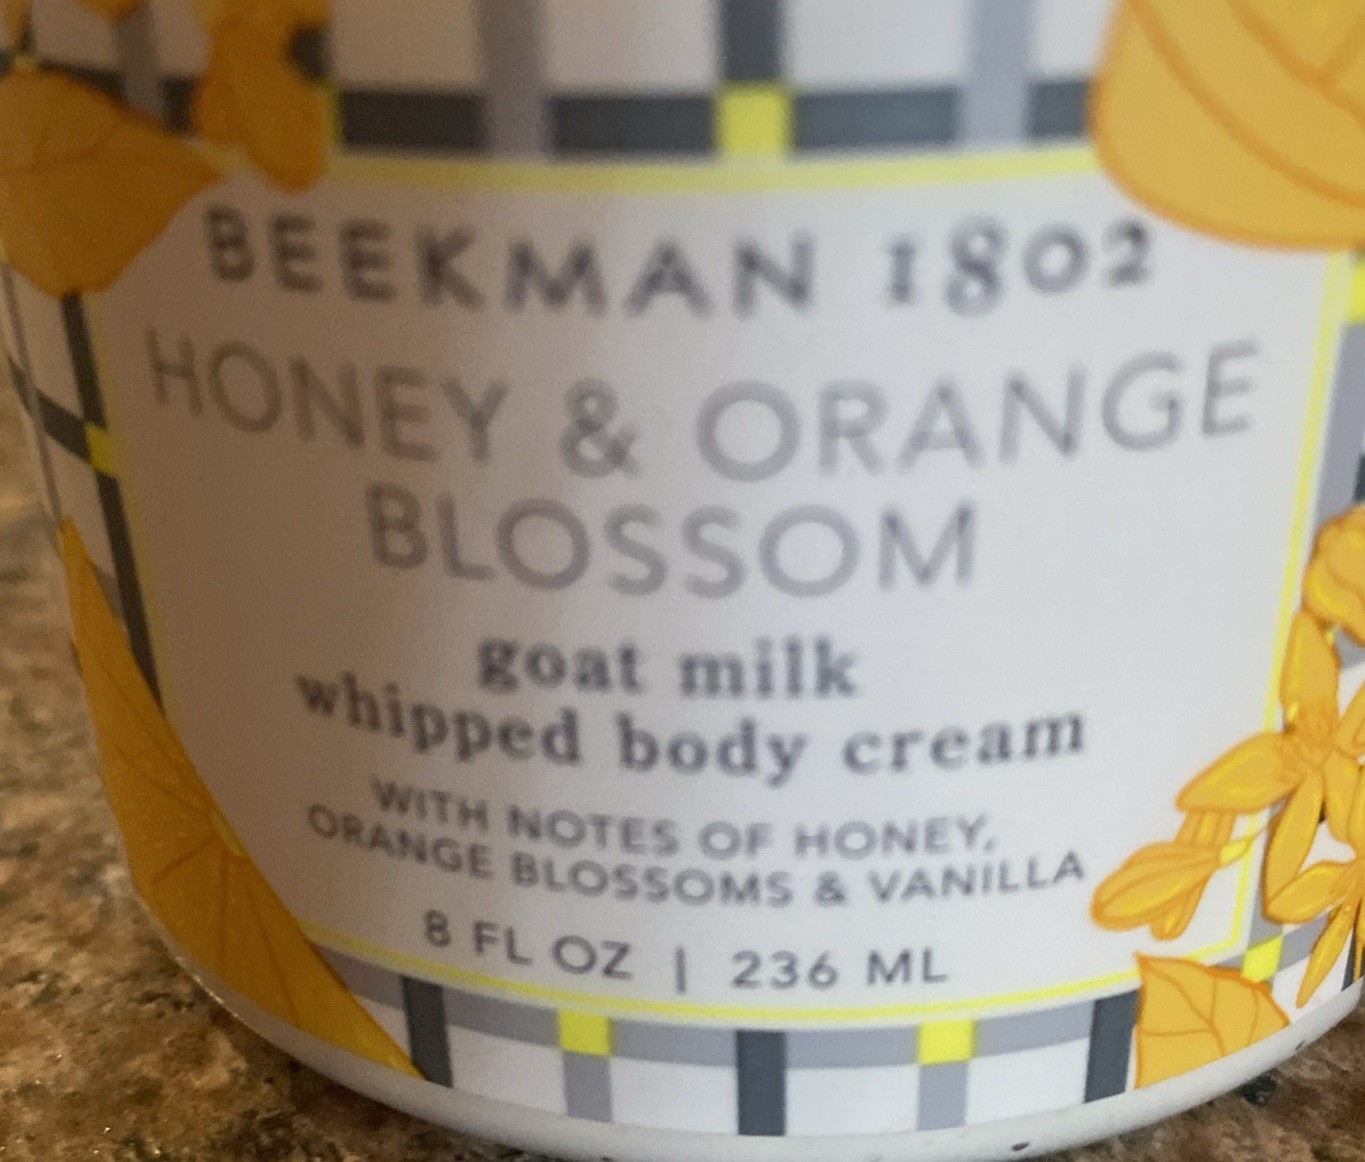 BEEKMAN 1802
HONEY & ORANGE
BLOSSOM
goat milk
whipped body cream
WITH NOTES OF HONEY,
ORANGE BLOSSOMS & VANILLA
8 FL OZ | 236 ML